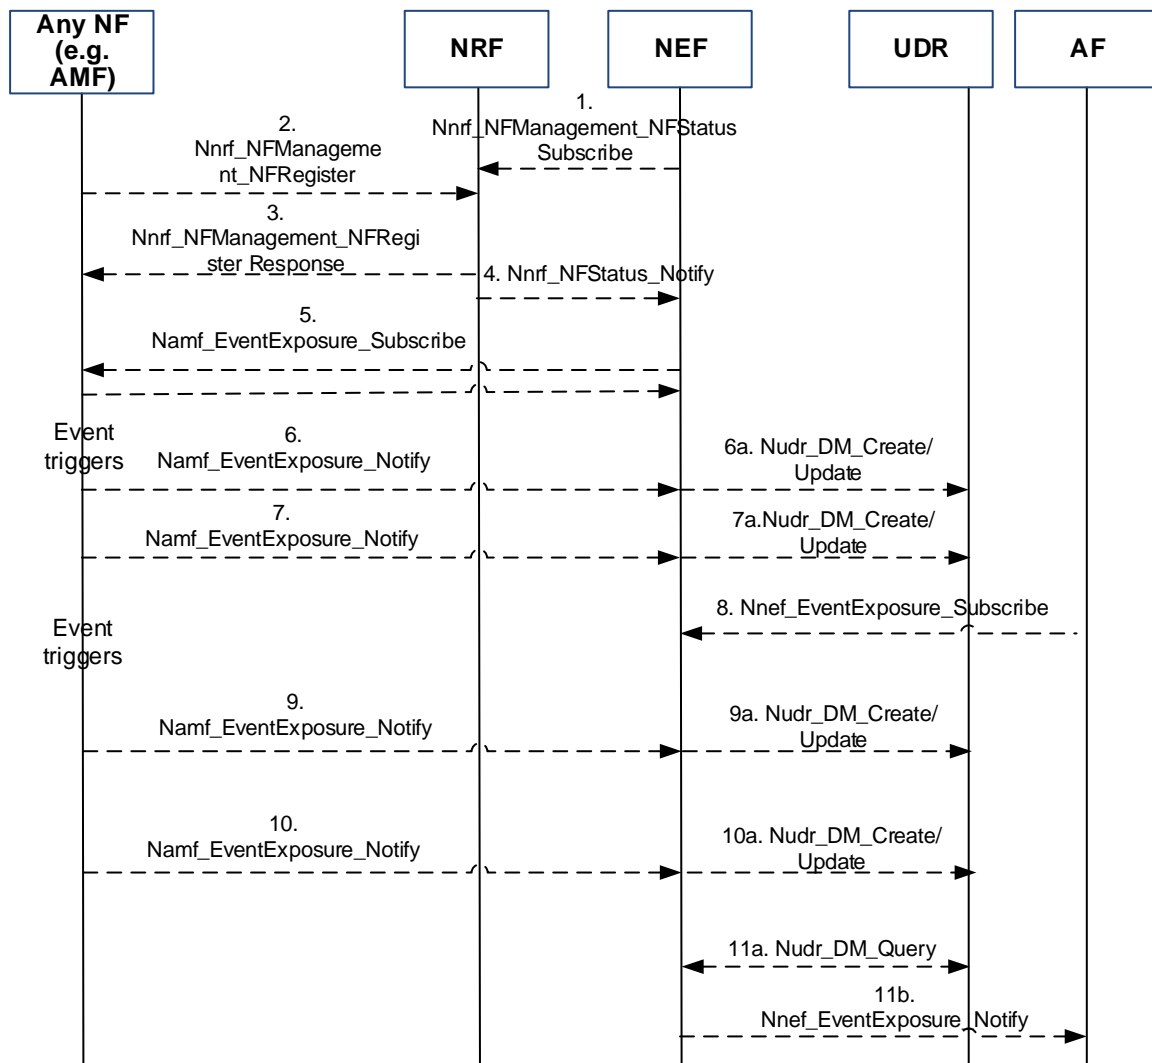 Any NF
(e.g.
AMF)
NRF
NEF
UDR
AF
1.
Nnrf_NFManagement_NFStatus
Subscribe
2.
Nnrf_NFManageme
nt_NFRegister
3.
Nnrf_NFManagement_NFRegi
ster Response
4. Nnrf_NFStatus_Notify
5.
Namf_EventExposure_Subscribe
Event
triggers
6.
Namf_EventExposure_Notify
6a. Nudr_DM_Create/
Update
7.
Namf_EventExposure_Notify
7a.Nudr_DM_Create/
Update
8. Nnef_EventExposure_Subscribe
Event
triggers
9.
Namf_EventExposure_Notify
9a. Nudr_DM_Create/
Update
10.
Namf_EventExposure_Notify
10a. Nudr_DM_Create/
Update
11a. Nudr_DM_Query
11b.
Nnef_EventExposure_Notify